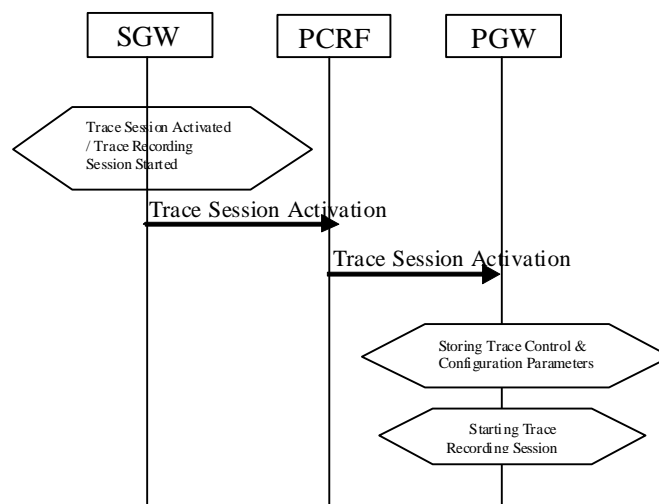 SGW
PCRF
PGW
Trace Session Activated
/ Trace Recording
Session Started
Trace Session Activation
Trace Session Activation
Storing Trace Control &
Configuration Parameters
Starting Trace
Recording Session